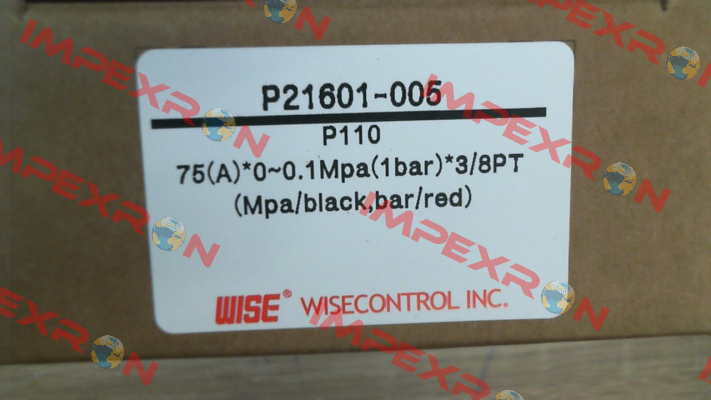 P21601-005
P110
75(A)*0~0.1Mpa(1bar)*3/8PT
(Mpa/black,bar/red)
WISE® WISECONTROL INC.
IMPEXRON
IMPEXRON
IMPEXRON
IMPEXRON